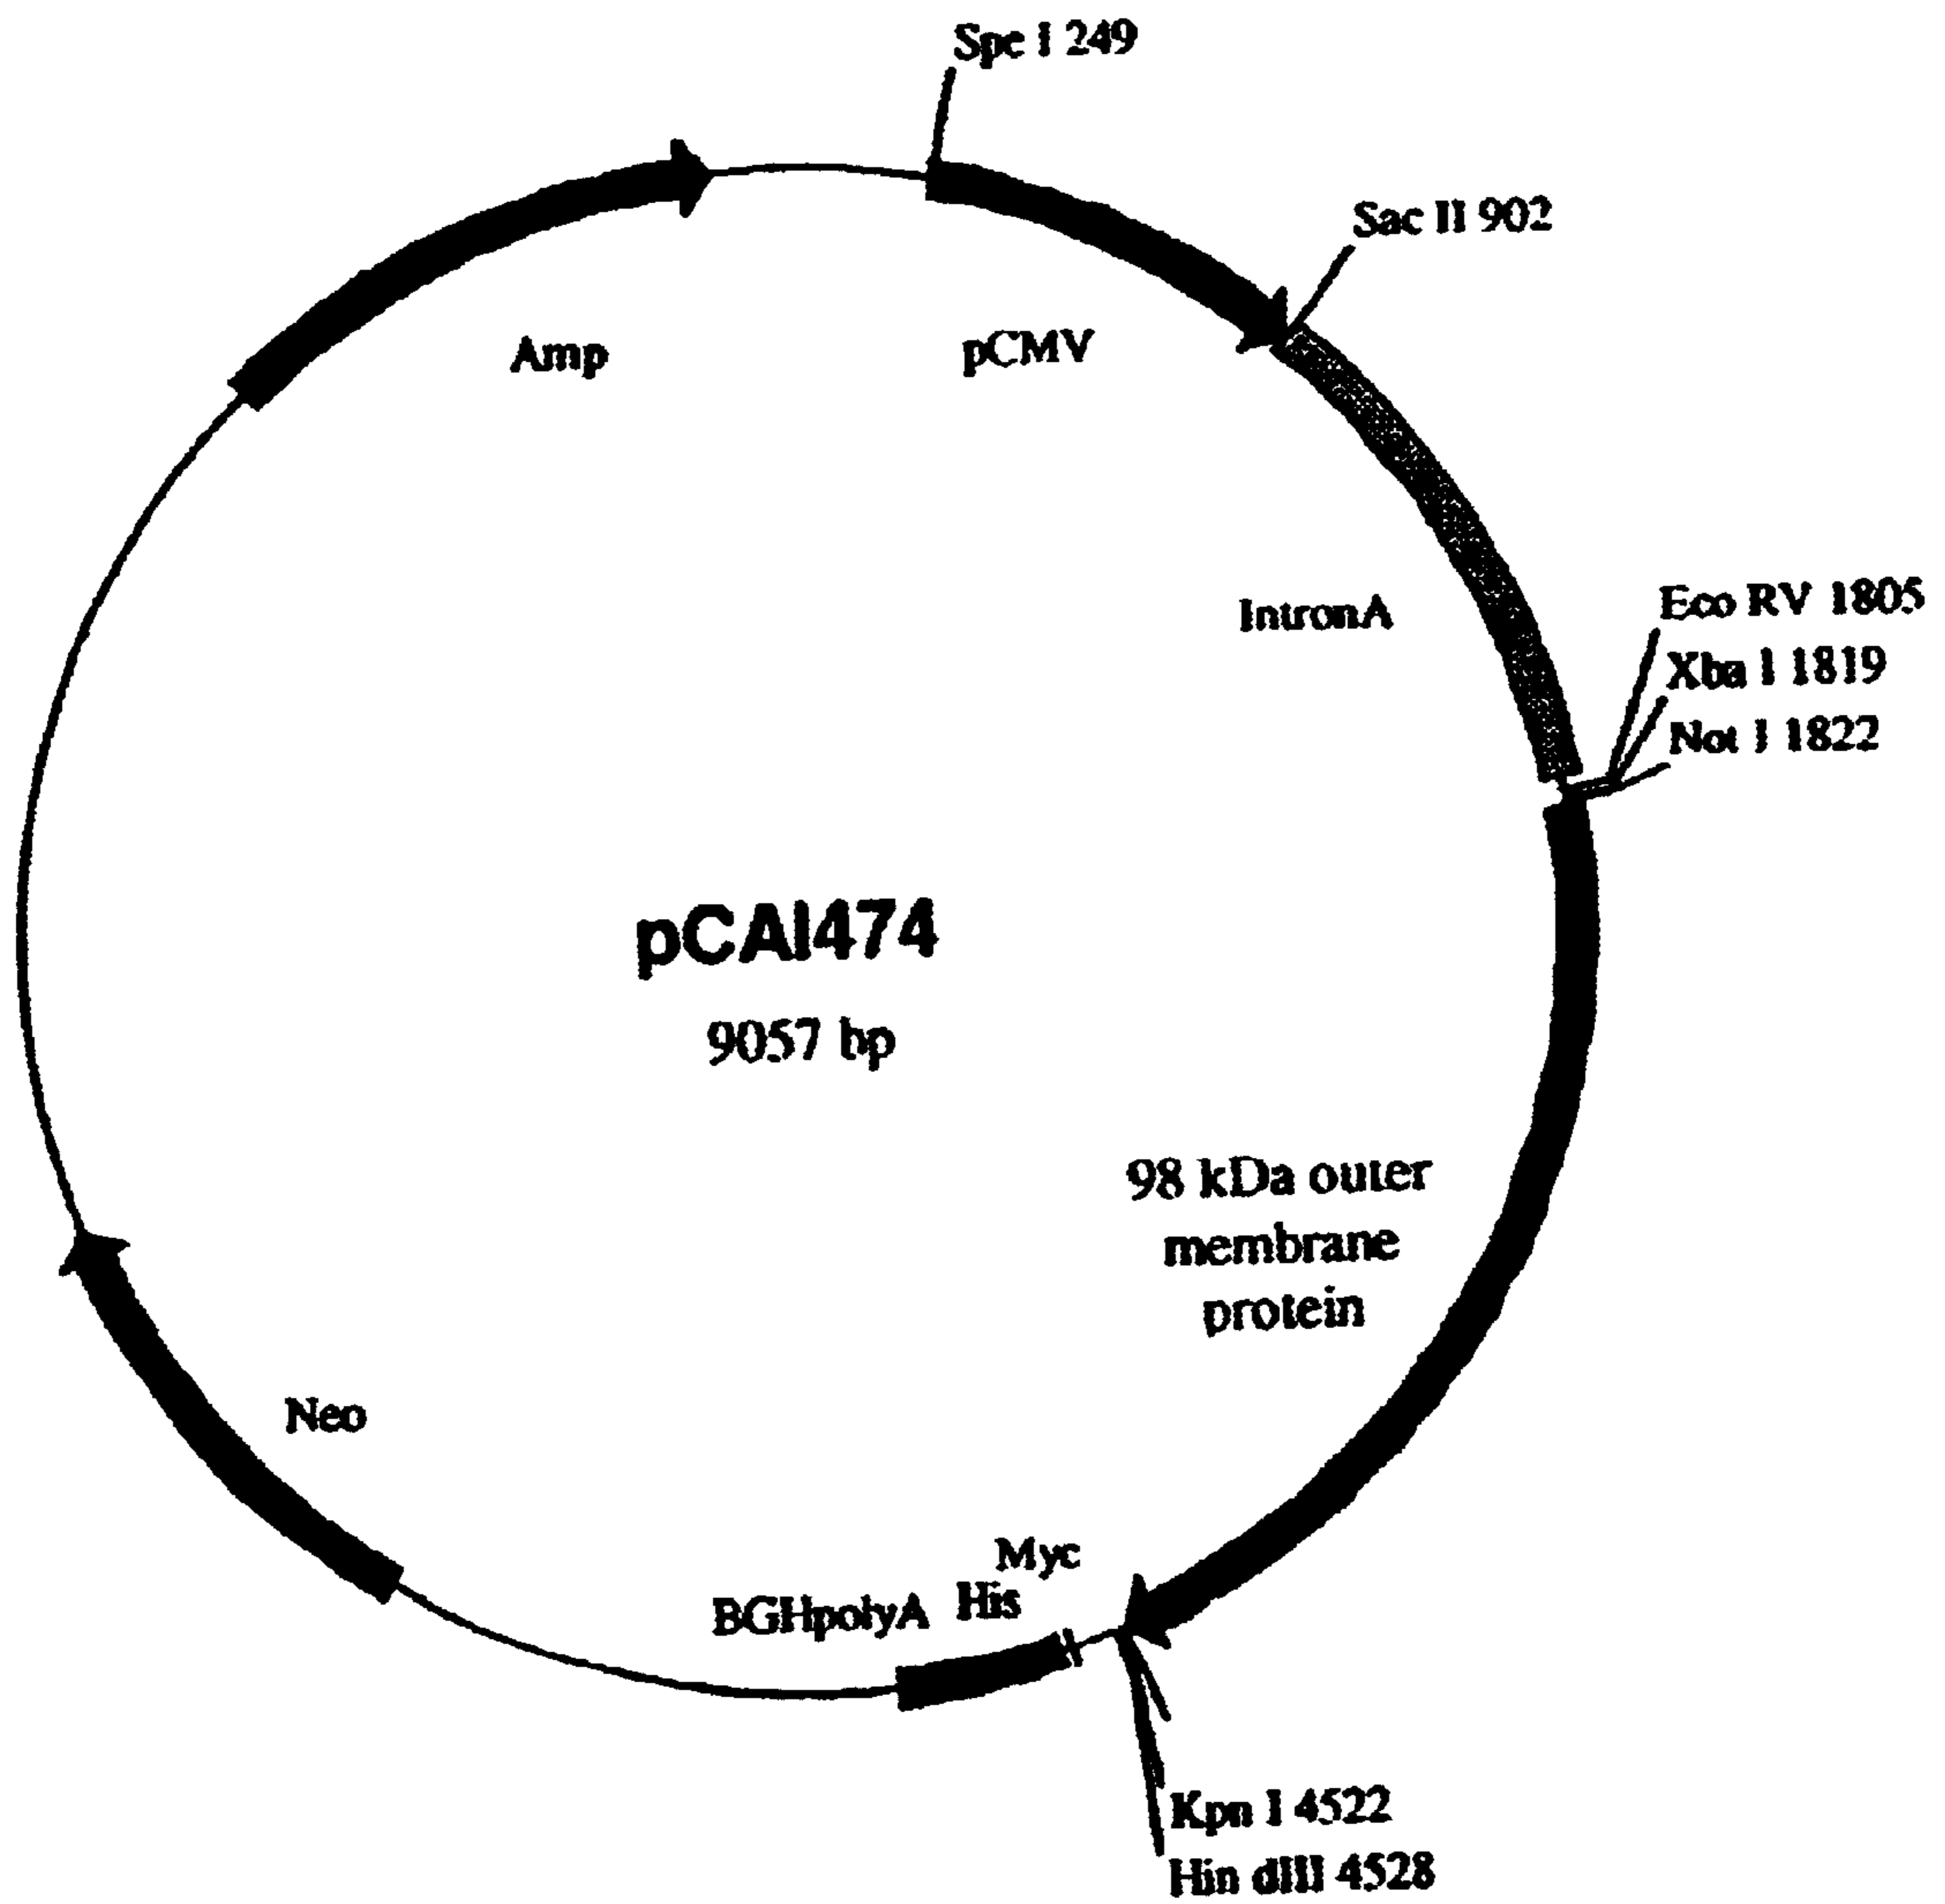 Spe I 249
Sac II 902
Amp
pCMV
IntronA
Eco RV 1805
Xba I 1819
Not I 1822
pCAI474
9057 bp
98 kDa outer
membrane
protein
Neo
Myc
His
BGHpolyA
Kpn I 4522
Hin dIII 4528